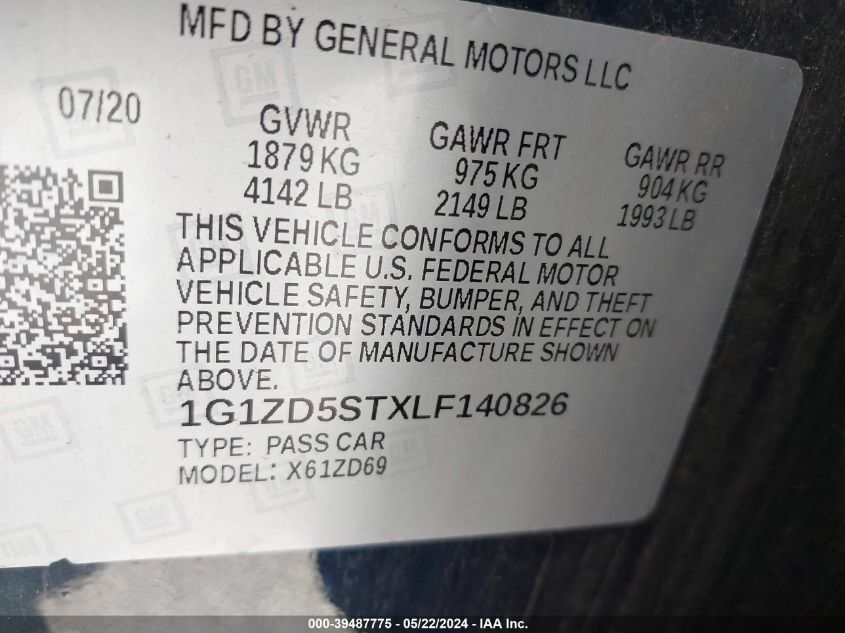 MFD BY GENERAL MOTORS LLC
07/20
GVWR
1879 KG
4142 LB
GAWR FRT
975 KG
2149 LB
GAWR RR
904 KG
1993 LB
THIS VEHICLE CONFORMS TO ALL
APPLICABLE U.S. FEDERAL MOTOR
VEHICLE SAFETY, BUMPER, AND THEFT
PREVENTION STANDARDS IN EFFECT ON
THE DATE OF MANUFACTURE SHOWN
ABOVE.
1G1ZD5STXLF140826
TYPE: PASS CAR
MODEL: X61ZD69
GM
GM
GM
000-39487775 - 05/22/2024 - IAA Inc.